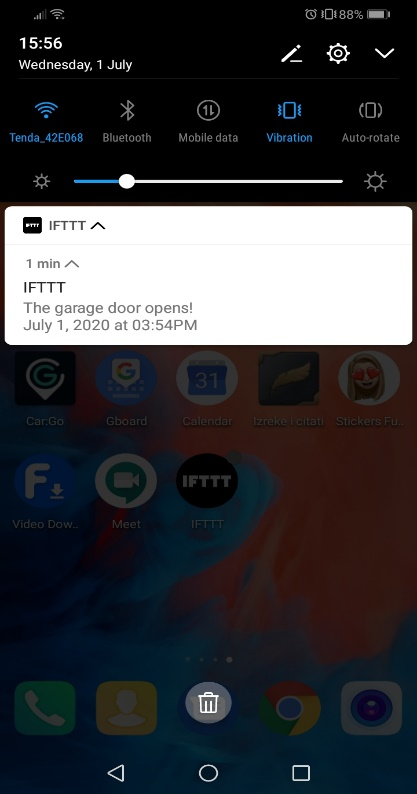 88%
15:56
Wednesday, 1 July
Tenda_42E068
Bluetooth
Mobile data
Vibration
Auto-rotate
IFTTT IFTTT
1 min
IFTTT
The garage door opens!
July 1, 2020 at 03:54PM
31
Car:Go
Gboard
Calendar
Izreke i citati
Stickers Fu..
IFTTT
Video Dow..
Meet
IFTTT